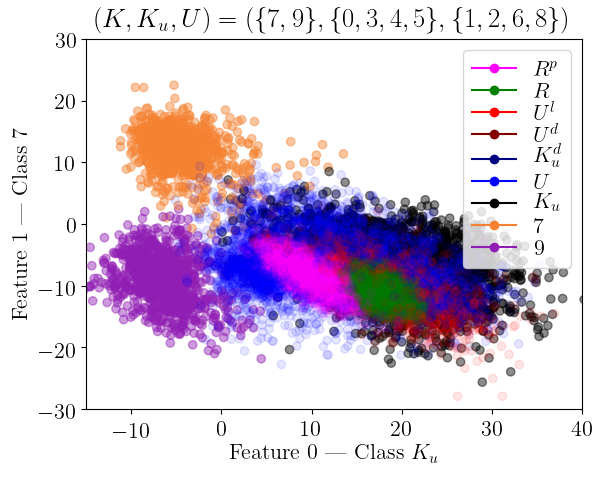 (K, K_u, U) = ({7, 9}, {0, 3, 4, 5}, {1, 2, 6, 8})
30
20
10
0
−10
−20
−30
Feature 1 — Class 7
−10
0
10
20
30
40
Feature 0 — Class K_u
R^p
R
U^l
U^d
K_u^d
U
K_u
7
9